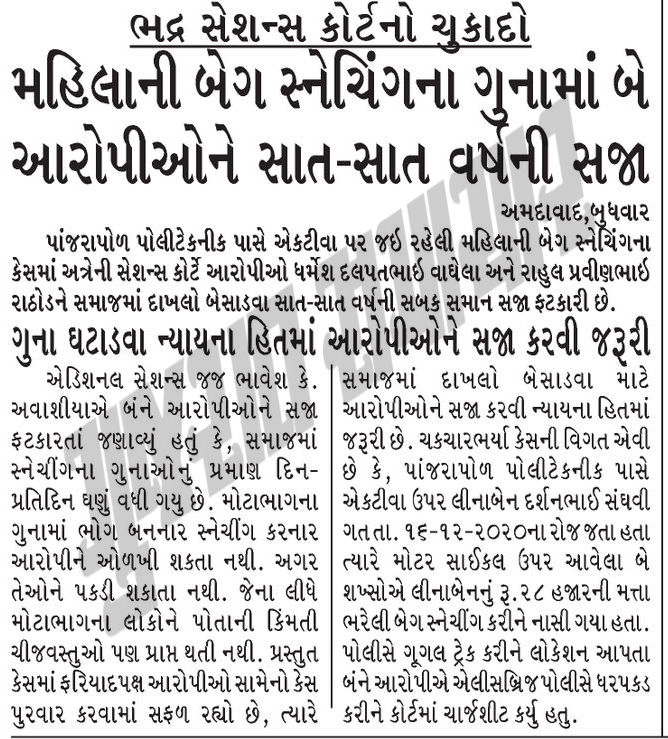 ભદ્ર સેશન્સ કોર્ટનો ચુકાદો
મહિલાની બેગ સ્નેચિંગના ગુનામાં બે
આરોપીઓને સાત-સાત વર્ષની સજા
અમદાવાદ,બુધવાર
પાંજરાપોળ પોલીટેકનીક પાસે એકટીવા પર જઇ રહેલી મહિલાની બેગ સ્નેચિંગના
કેસમાં અત્રેની સેશન્સ કોર્ટે આરોપીઓ ધર્મેશ દલપતભાઈ વાઘેલા અને રાહુલ પ્રવીણભાઇ
રાઠોડને સમાજમાં દાખલો બેસાડવા સાત-સાત વર્ષની સબક સમાન સજા ફટકારી છે.
ગુના ઘટાડવા ન્યાયના હિતમાં આરોપીઓને સજા કરવી જરૂરી
એડિશનલ સેશન્સ જજ ભાવેશ કે.
અવાશીયાએ બંને આરોપીઓને સજા
ફટકારતાં જણાવ્યું હતું કે, સમાજમાં
સ્નેચીંગના ગુનાઓનું પ્રમાણ દિન-
પ્રતિદિન ઘણું વધી ગયુ છે. મોટાભાગના
ગુનામાં ભોગ બનનાર સ્નેચીંગ કરનાર
આરોપીને ઓળખી શકતા નથી. અગર
તેઓને પકડી શકાતા નથી. જેના લીધે
મોટાભાગના લોકોને પોતાની કિંમતી
ચીજવસ્તુઓ પણ પ્રાપ્ત થતી નથી. પ્રસ્તુત
કેસમાં ફરિયાદપક્ષ આરોપીઓ સામેનો કેસ
પુરવાર કરવામાં સફળ રહ્યો છે, ત્યારે
સમાજમાં દાખલો બેસાડવા માટે
આરોપીઓને સજા કરવી ન્યાયના હિતમાં
જરૂરી છે. ચકચારભર્યા કેસની વિગત એવી
છે કે, પાંજરાપોળ પોલીટેકનીક પાસે
એકટીવા ઉપર લીનાબેન દર્શનભાઈ સંઘવી
ગત તા. ૧૬-૧૨-૨૦૨૦ના રોજ જતા હતા
ત્યારે મોટર સાઈકલ ઉપર આવેલા બે
શખ્સોએ લીનાબેનનું રૂ.૨૮ હજારની મત્તા
ભરેલી બેગ સ્નેચીંગ કરીને નાસી ગયા હતા.
પોલીસે ગૂગલ ટ્રેક કરીને લોકેશન આપતા
બંને આરોપીએ એલીસબ્રિજ પોલીસે ધરપકડ
કરીને કોર્ટમાં ચાર્જશીટ કર્યુ હતુ.
ગુજરાત સમાચાર